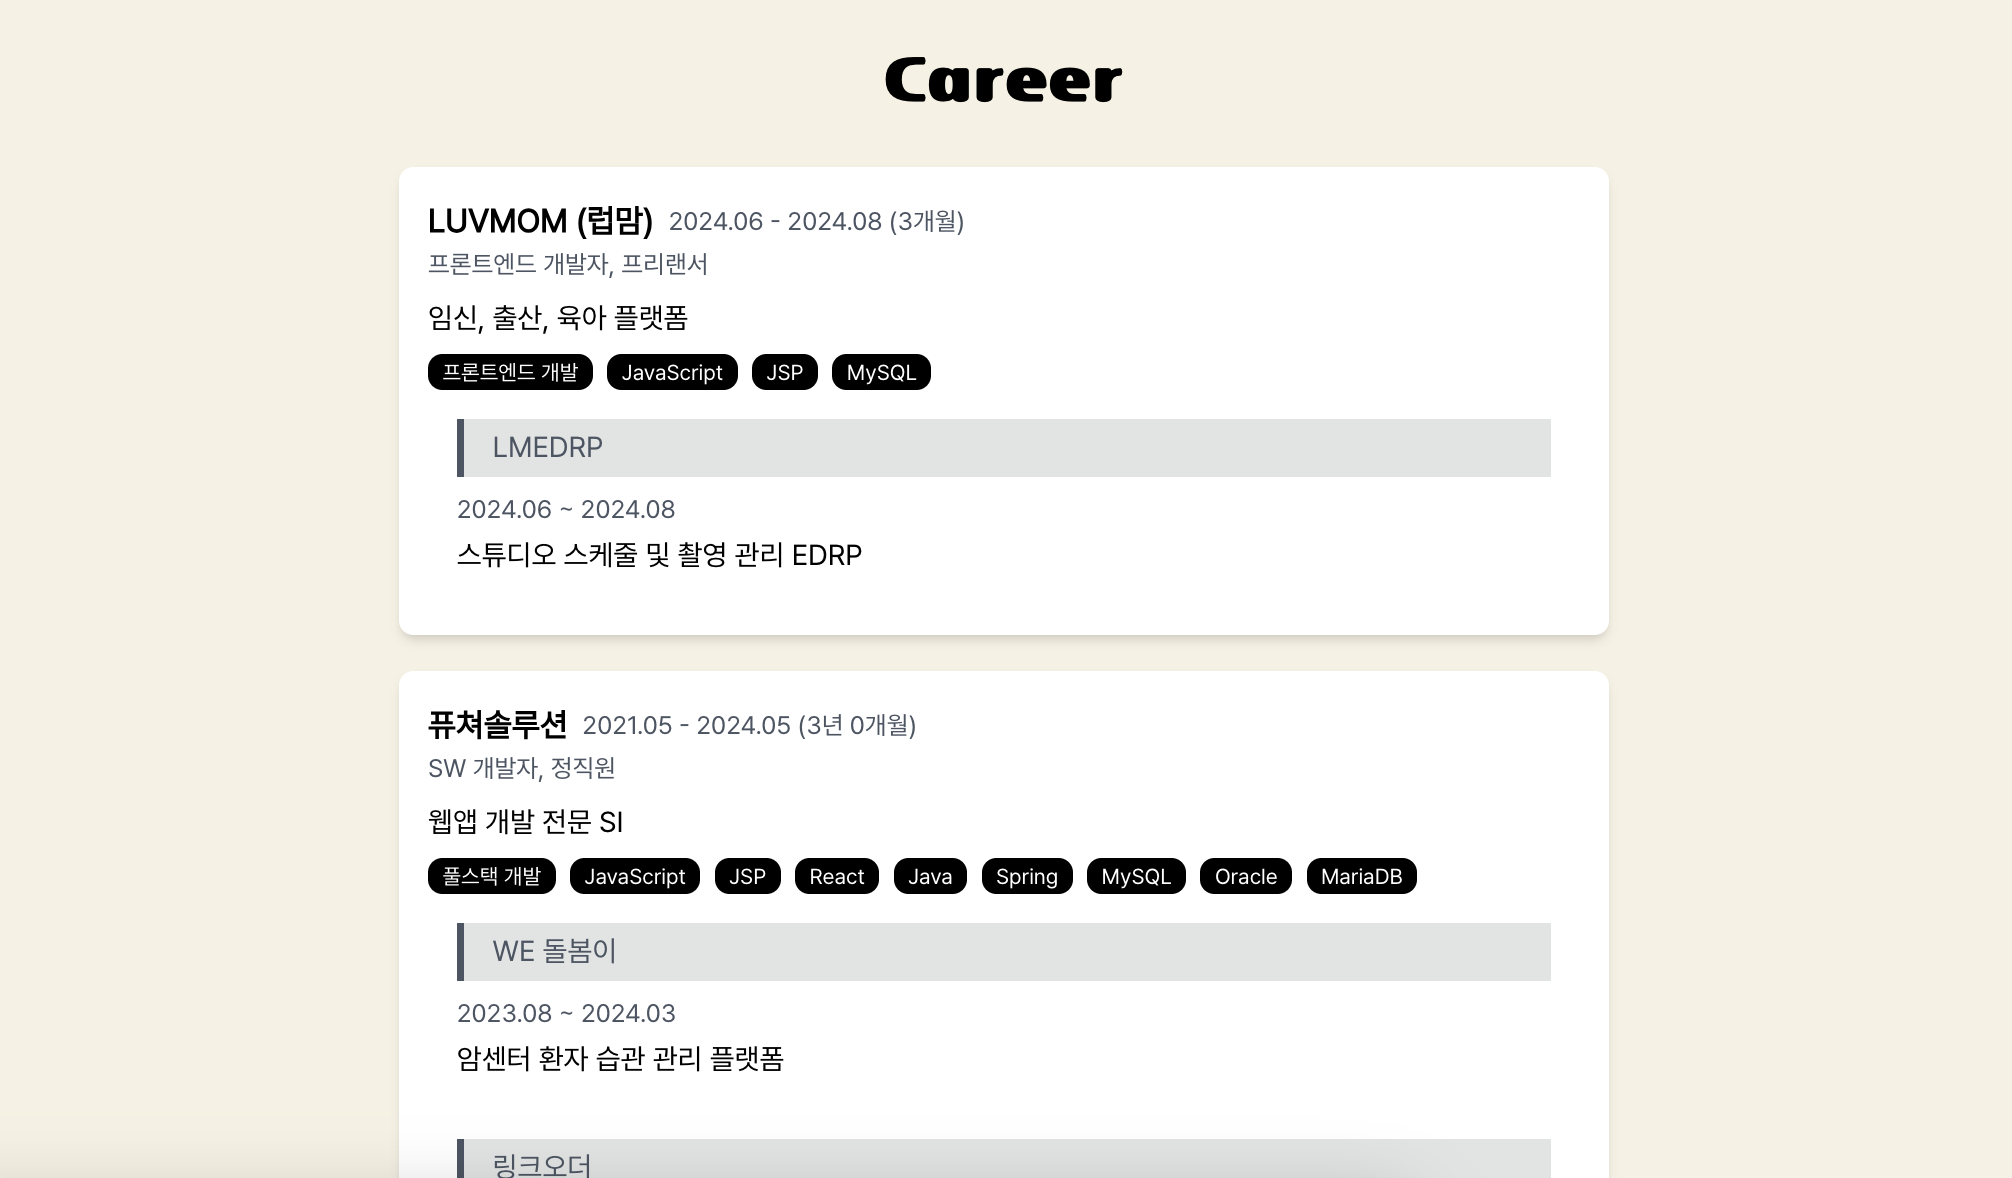 Career
LUVMOM (럽맘) 2024.06 - 2024.08 (3개월)
프론트엔드 개발자, 프리랜서
임신, 출산, 육아 플랫폼
프론트엔드 개발 JavaScript JSP MySQL
LMEDRP
2024.06 ~ 2024.08
스튜디오 스케줄 및 촬영 관리 EDRP
퓨쳐솔루션 2021.05 - 2024.05 (3년 0개월)
SW 개발자, 정직원
웹앱 개발 전문 SI
풀스택 개발 JavaScript JSP React Java Spring MySQL Oracle MariaDB
WE 돌봄이
2023.08 ~ 2024.03
암센터 환자 습관 관리 플랫폼
링크오더